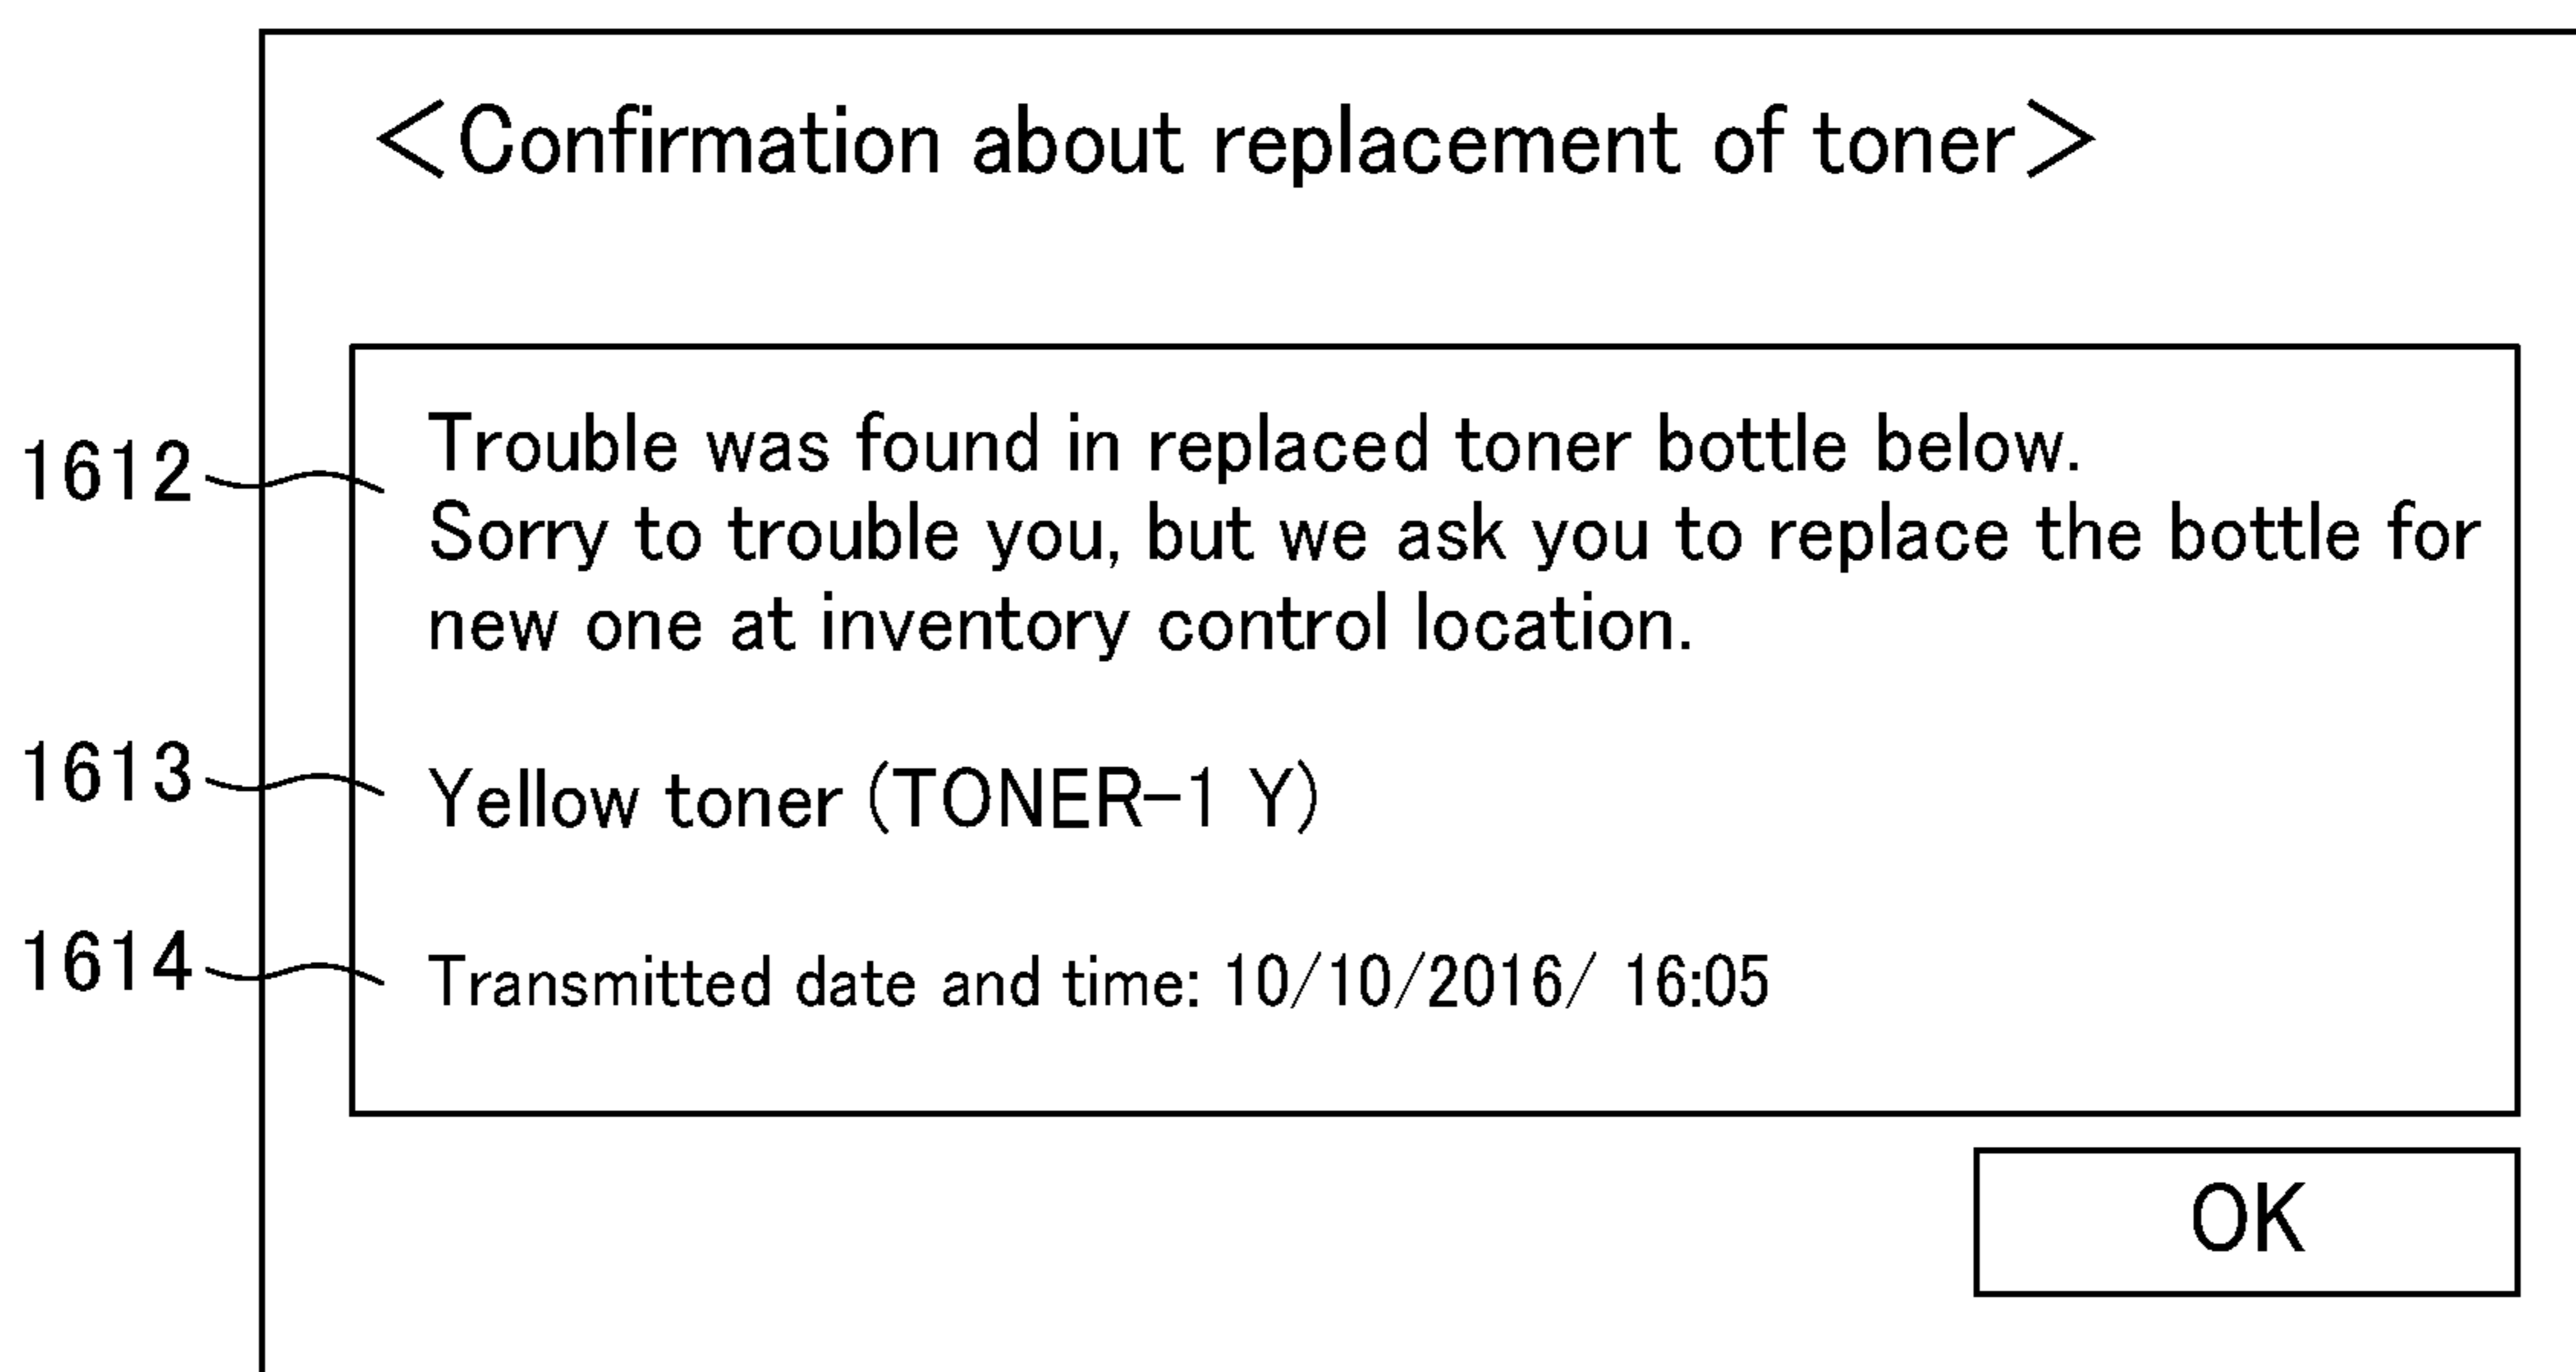 <Confirmation about replacement of toner>
1612
Trouble was found in replaced toner bottle below.
Sorry to trouble you, but we ask you to replace the bottle for
new one at inventory control location.
1613
Yellow toner (TONER-1 Y)
1614
Transmitted date and time: 10/10/2016/ 16:05
OK